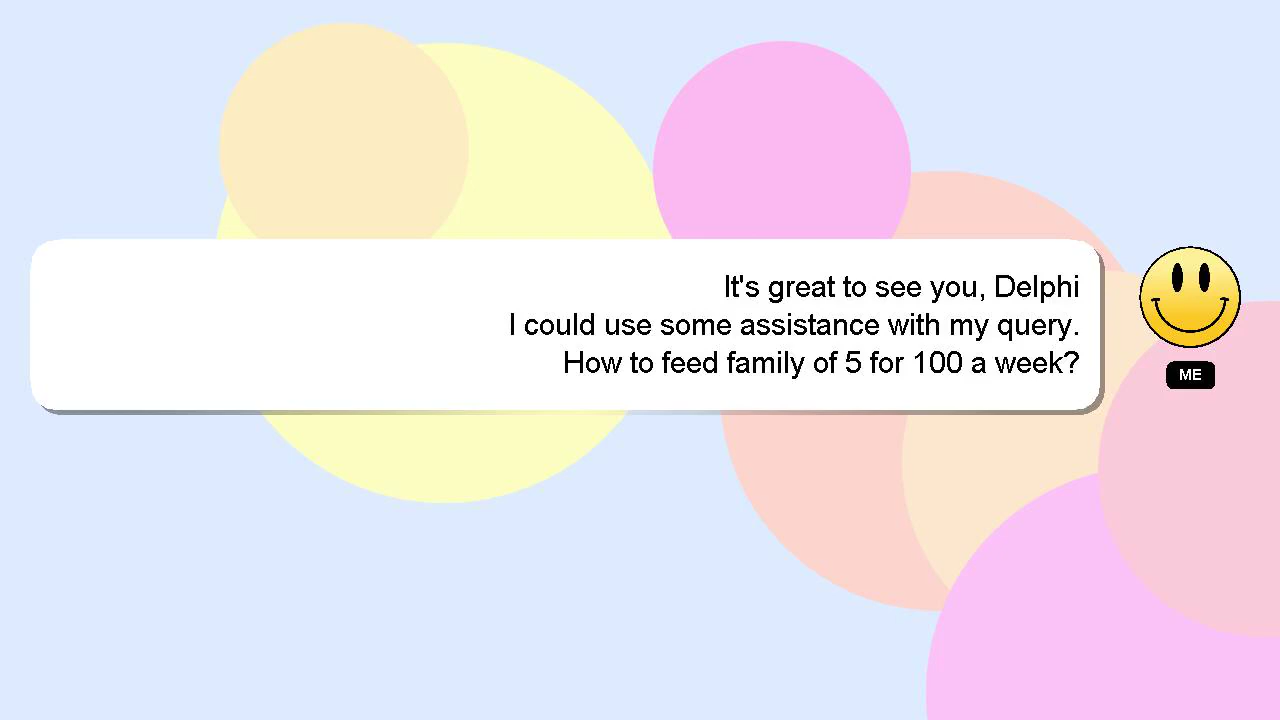 It's great to see you, Delphi
I could use some assistance with my query.
How to feed family of 5 for 100 a week?
ME